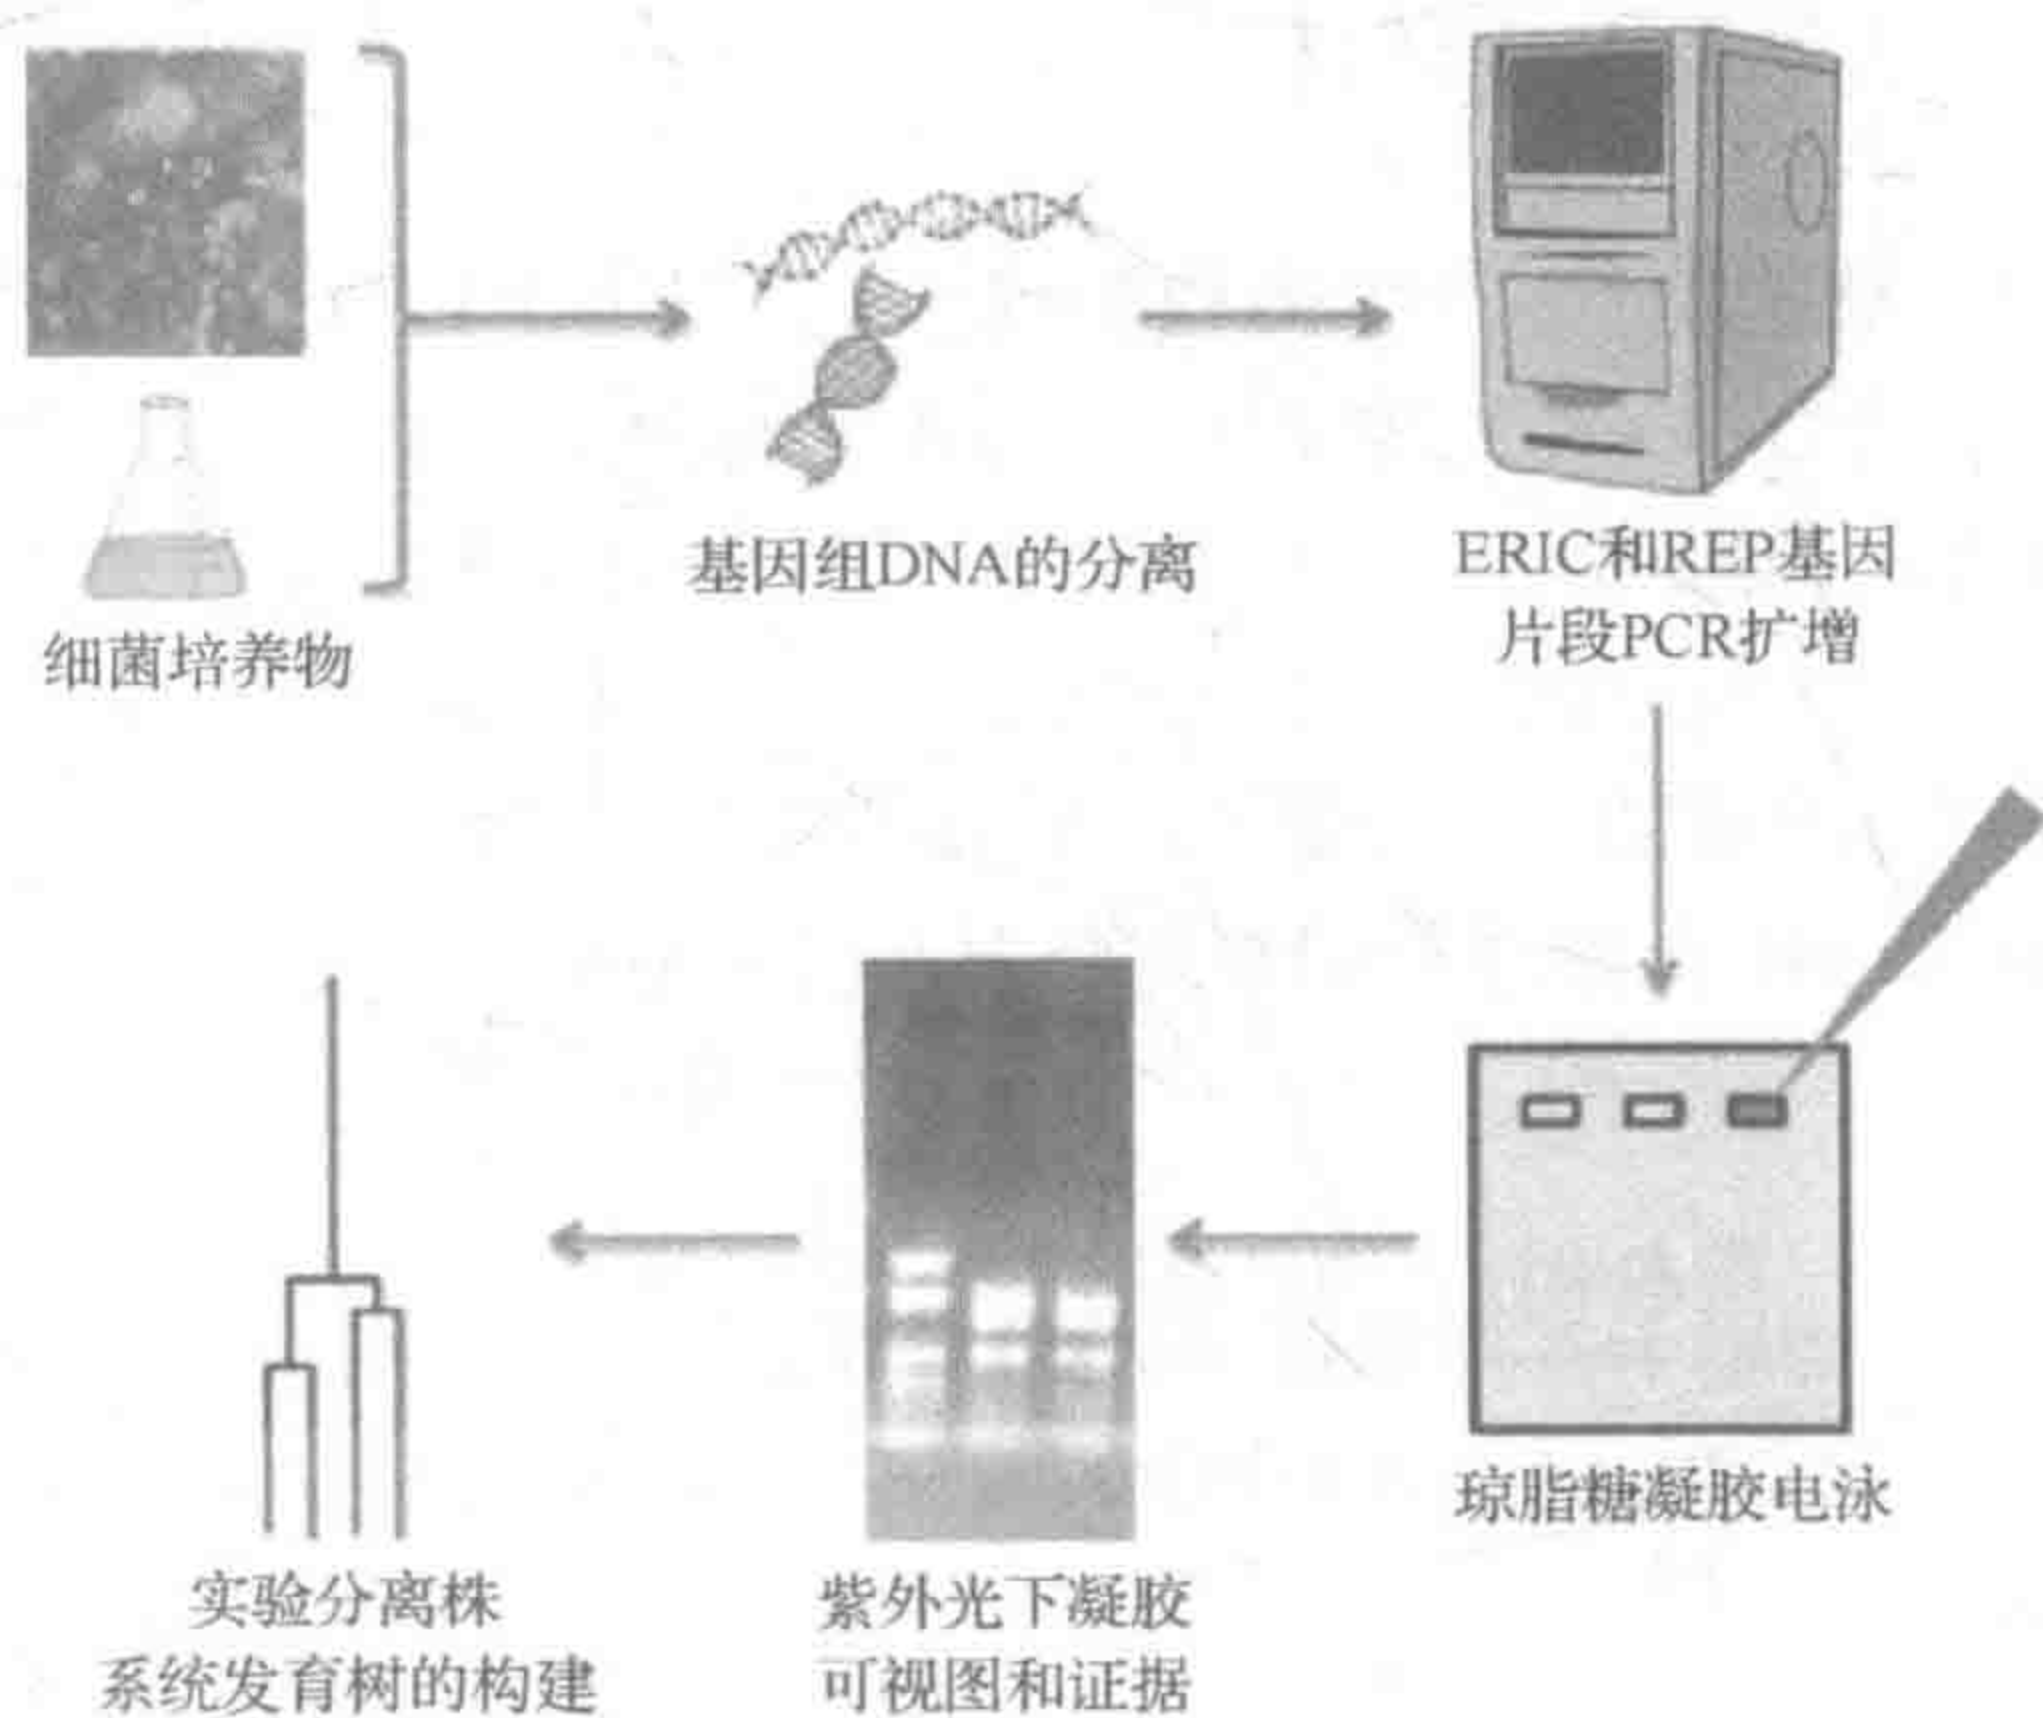 细菌培养物
基因组DNA的分离
ERIC和REP基因
片段PCR扩增
琼脂糖凝胶电泳
紫外光下凝胶
可视图和证据
实验分离株
系统发育树的构建